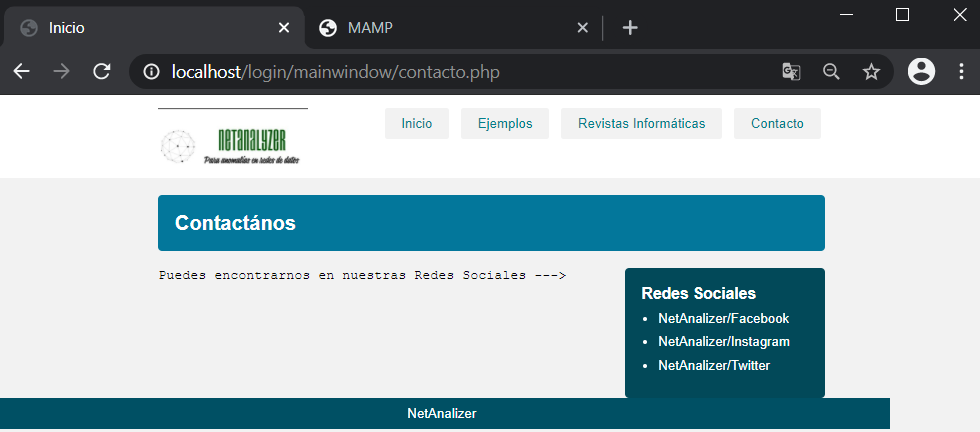 Inicio
MAMP
localhost/login/mainwindow/contacto.php
NETANALYZER
Para anomalías en redes de datos
Inicio
Ejemplos
Revistas Informáticas
Contacto
Contactános
Puedes encontrarnos en nuestras Redes Sociales --->
Redes Sociales
NetAnalizer/Facebook
NetAnalizer/Instagram
NetAnalizer/Twitter
NetAnalizer